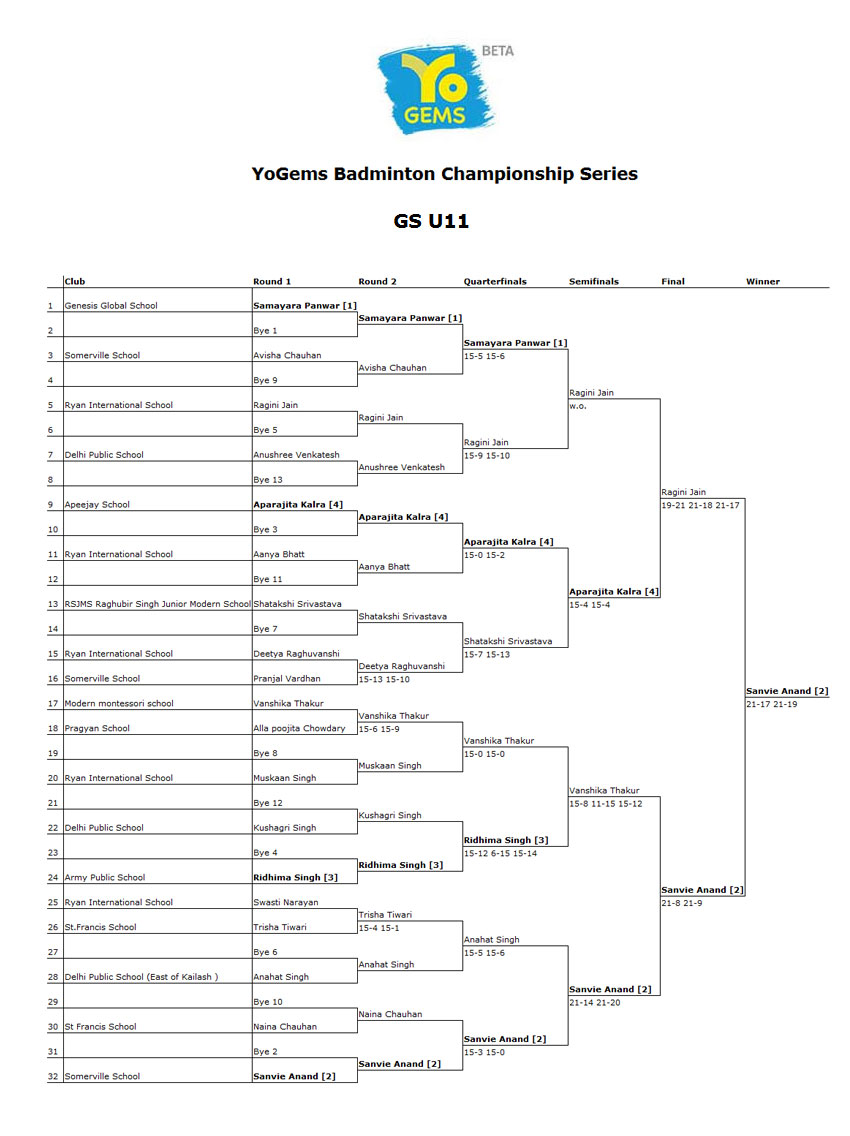 BETA
Yo
GEMS
YoGems Badminton Championship Series
GS U11
Club Round 1 Round 2 Quarterfinals Semifinals Final Winner
1 Genesis Global School Samayara Panwar [1]
Samayara Panwar [1]
2 Bye 1
Samayara Panwar [1]
3 Somerville School Avisha Chauhan 15-5 15-6
Avisha Chauhan
4 Bye 9
Ragini Jain
5 Ryan International School Ragini Jain w.o.
Ragini Jain
6 Bye 5
Ragini Jain
7 Delhi Public School Anushree Venkatesh 15-9 15-10
Anushree Venkatesh
8 Bye 13
Ragini Jain
9 Apeejay School Aparajita Kalra [4] 19-21 21-18 21-17
Aparajita Kalra [4]
10 Bye 3
Aparajita Kalra [4]
11 Ryan International School Aanya Bhatt 15-0 15-2
Aanya Bhatt
12 Bye 11
Aparajita Kalra [4]
13 RSJMS Raghubir Singh Junior Modern School Shatakshi Srivastava 15-4 15-4
Shatakshi Srivastava
14 Bye 7
Shatakshi Srivastava
15 Ryan International School Deetya Raghuvanshi 15-7 15-13
Deetya Raghuvanshi
16 Somerville School Pranjal Vardhan 15-13 15-10
Sanvie Anand [2]
17 Modern montessori school Vanshika Thakur 21-17 21-19
Vanshika Thakur
18 Pragyan School Alla poojita Chowdary 15-6 15-9
Vanshika Thakur
19 Bye 8 15-0 15-0
Muskaan Singh
20 Ryan International School Muskaan Singh
Vanshika Thakur
21 Bye 12 15-8 11-15 15-12
Kushagri Singh
22 Delhi Public School Kushagri Singh
Ridhima Singh [3]
23 Bye 4 15-12 6-15 15-14
Ridhima Singh [3]
24 Army Public School Ridhima Singh [3]
Sanvie Anand [2]
25 Ryan International School Swasti Narayan 21-8 21-9
Trisha Tiwari
26 St.Francis School Trisha Tiwari 15-4 15-1
Anahat Singh
27 Bye 6 15-5 15-6
Anahat Singh
28 Delhi Public School (East of Kailash ) Anahat Singh
Sanvie Anand [2]
29 Bye 10 21-14 21-20
Naina Chauhan
30 St Francis School Naina Chauhan
Sanvie Anand [2]
31 Bye 2 15-3 15-0
Sanvie Anand [2]
32 Somerville School Sanvie Anand [2]